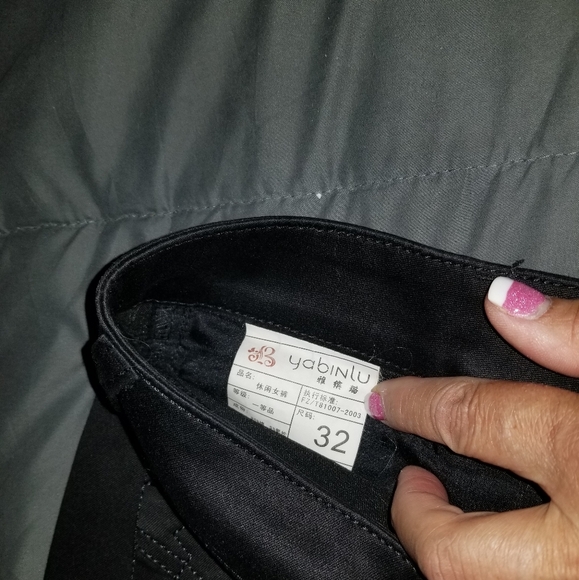 yabinlu
品名: 休闲女裤
执行标准:
FZ/T81007-2003
等级: 一等品
尺码:
32